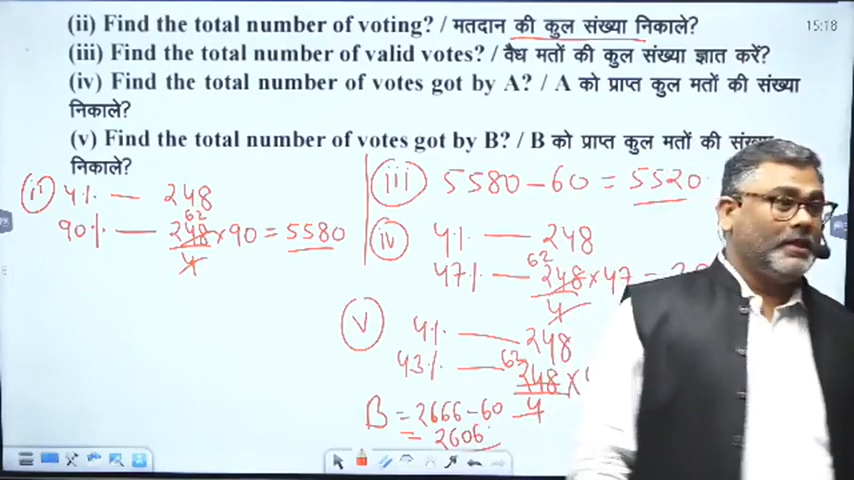 (ii) Find the total number of voting? / मतदान की कुल संख्या निकाले?
15:18
(iii) Find the total number of valid votes? / वैध मतों की कुल संख्या ज्ञात करें?
(iv) Find the total number of votes got by A? / A को प्राप्त कुल मतों की संख्या
निकाले?
(v) Find the total number of votes got by B? / B को प्राप्त कुल मतों की
निकाले?
(ii) 4% — 248
62
90% — 248 × 90 = 5580
4
(iii) 5580 - 60 = 5520
(iv) 4% — 248
62
47% — 248 × 47 =
4
(v) 4% — 248
62
43% — 248 ×
4
B = 2666 - 60
= 2606